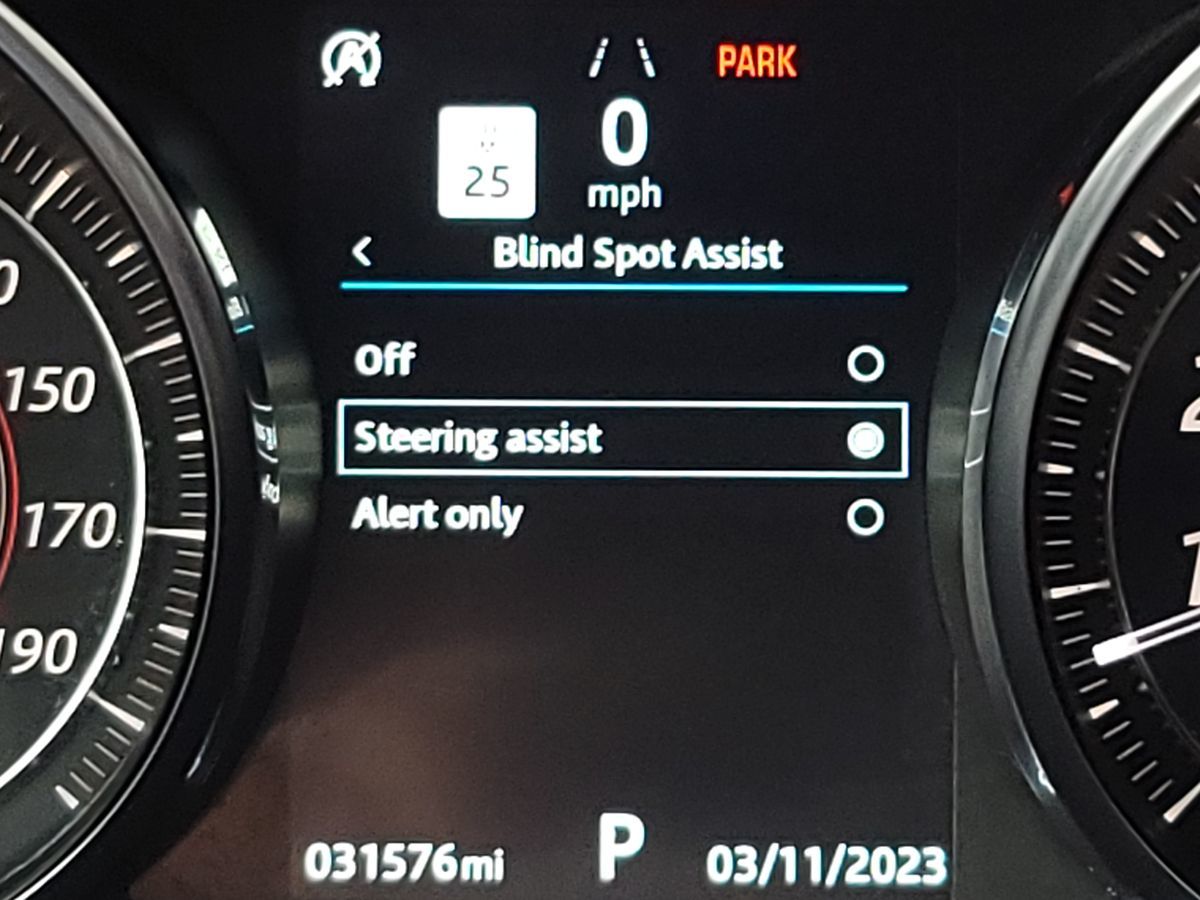 A
PARK
0
25
mph
Blind Spot Assist
Off
150
Steering assist
Alert only
170
190
P
031576mi
03/11/2023